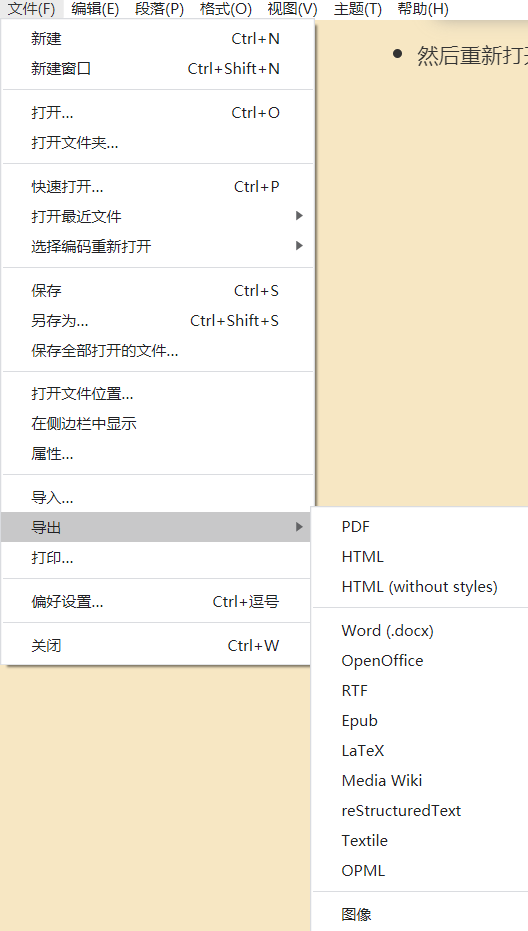 文件(F) 编辑(E) 段落(P) 格式(O) 视图(V) 主题(T) 帮助(H)
新建 Ctrl+N
新建窗口 Ctrl+Shift+N
打开... Ctrl+O
打开文件夹...
快速打开... Ctrl+P
打开最近文件
选择编码重新打开
保存 Ctrl+S
另存为... Ctrl+Shift+S
保存全部打开的文件...
打开文件位置...
在侧边栏中显示
属性...
导入...
导出
打印...
偏好设置... Ctrl+逗号
关闭 Ctrl+W
PDF
HTML
HTML (without styles)
Word (.docx)
OpenOffice
RTF
Epub
LaTeX
Media Wiki
reStructuredText
Textile
OPML
图像
然后重新打开